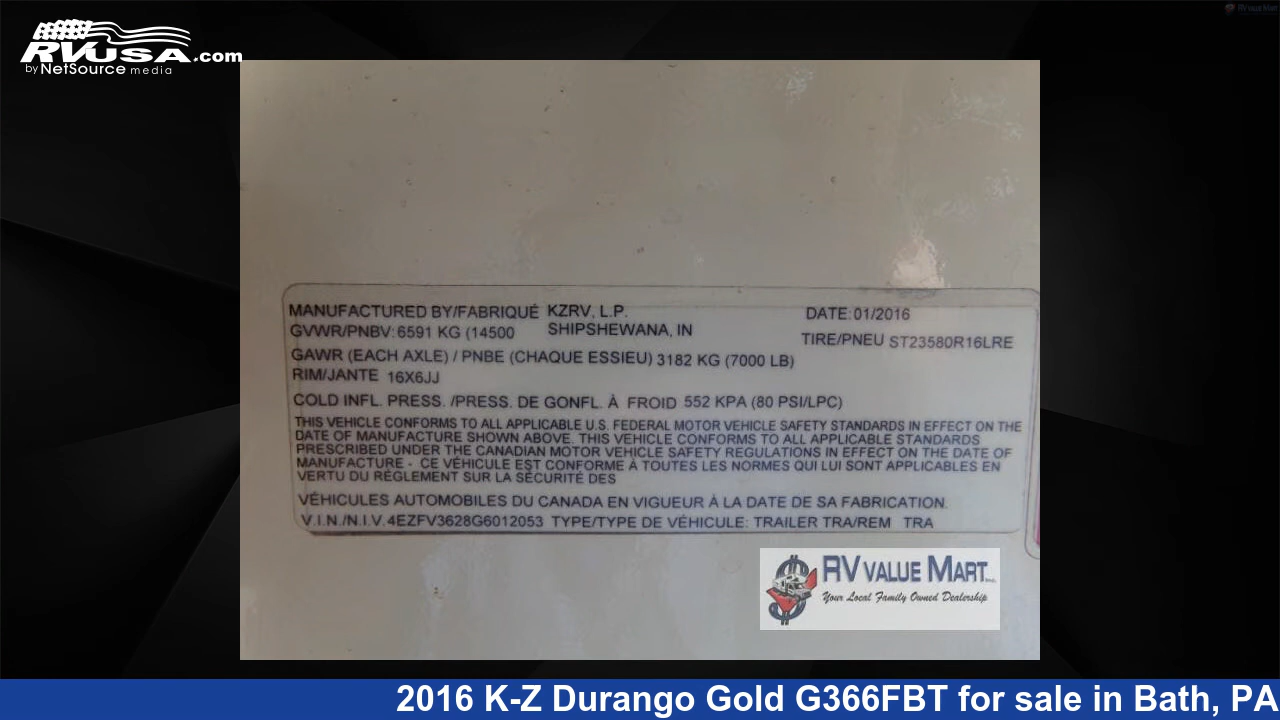 RV Value Mart
RVUSA.com
by NetSource media
MANUFACTURED BY/FABRIQUÉ KZRV, L.P. DATE: 01/2016
GVWR/PNBV: 6591 KG (14500 SHIPSHEWANA, IN TIRE/PNEU ST23580R16LRE
GAWR (EACH AXLE) / PNBE (CHAQUE ESSIEU) 3182 KG (7000 LB)
RIM/JANTE 16X6JJ
COLD INFL. PRESS. /PRESS. DE GONFL. À FROID 552 KPA (80 PSI/LPC)
THIS VEHICLE CONFORMS TO ALL APPLICABLE U.S. FEDERAL MOTOR VEHICLE SAFETY STANDARDS IN EFFECT ON THE
DATE OF MANUFACTURE SHOWN ABOVE. THIS VEHICLE CONFORMS TO ALL APPLICABLE STANDARDS
PRESCRIBED UNDER THE CANADIAN MOTOR VEHICLE SAFETY REGULATIONS IN EFFECT ON THE DATE OF
MANUFACTURE - CE VÉHICULE EST CONFORME À TOUTES LES NORMES QUI LUI SONT APPLICABLES EN
VERTU DU RÈGLEMENT SUR LA SÉCURITÉ DES
VÉHICULES AUTOMOBILES DU CANADA EN VIGUEUR À LA DATE DE SA FABRICATION.
V.I.N./N.I.V. 4EZFV3628G6012053 TYPE/TYPE DE VÉHICULE: TRAILER TRA/REM TRA
RV VALUE MART
Your Local Family Owned Dealership
2016 K-Z Durango Gold G366FBT for sale in Bath, PA